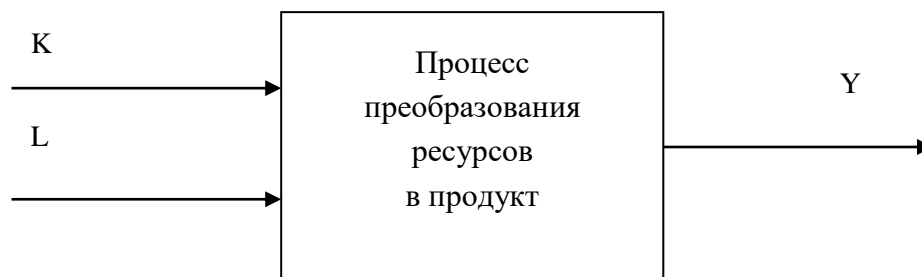 K
L
Процесс
преобразования
ресурсов
в продукт
Y